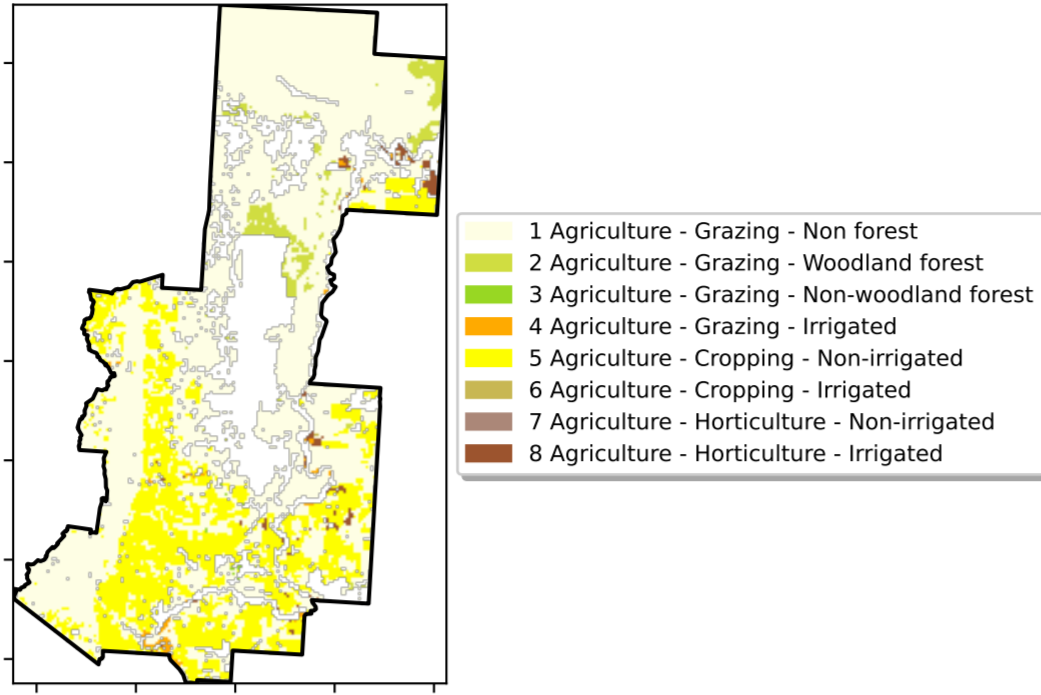 1 Agriculture - Grazing - Non forest
2 Agriculture - Grazing - Woodland forest
3 Agriculture - Grazing - Non-woodland forest
4 Agriculture - Grazing - Irrigated
5 Agriculture - Cropping - Non-irrigated
6 Agriculture - Cropping - Irrigated
7 Agriculture - Horticulture - Non-irrigated
8 Agriculture - Horticulture - Irrigated